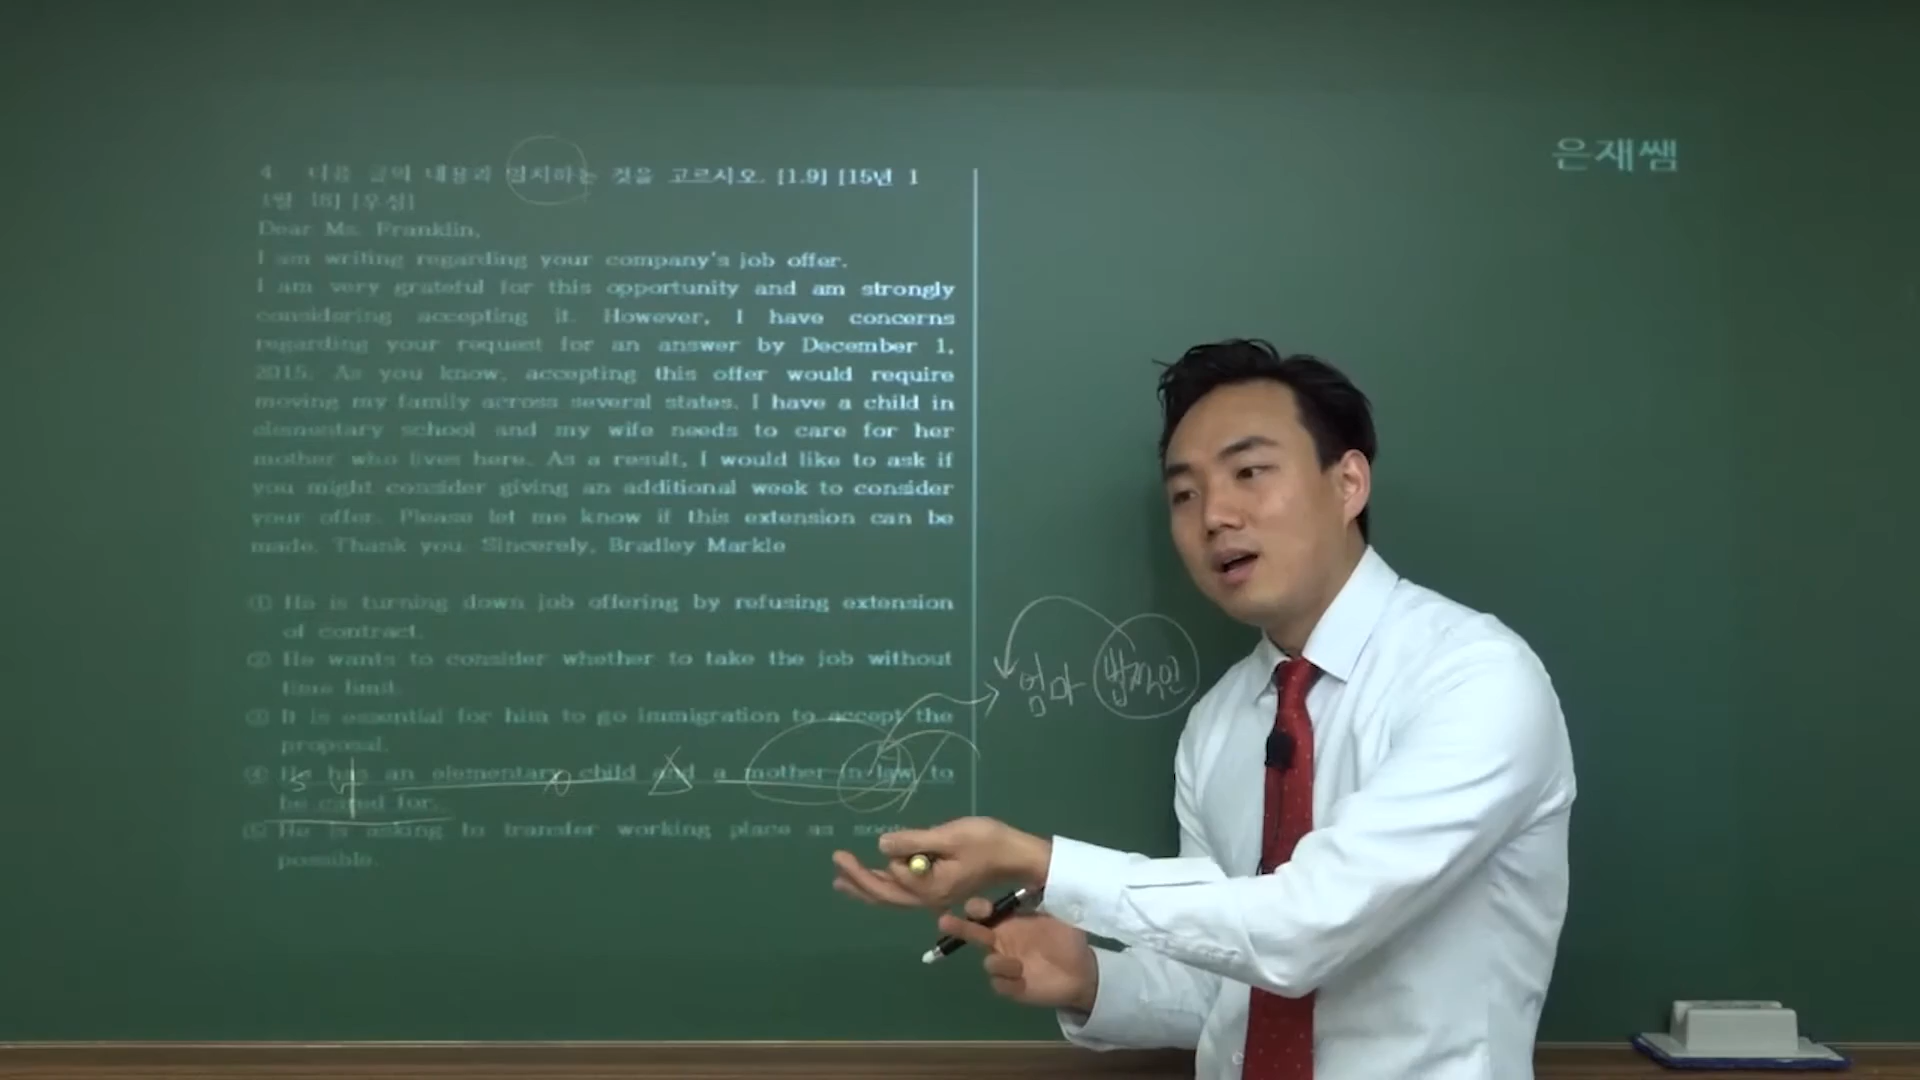 은재쌤
4. 다음 글의 내용과 일치하는 것을 고르시오. [1.9] [15년 1
1월 18] [우성]
Dear Ms. Franklin,
I am writing regarding your company's job offer.
I am very grateful for this opportunity and am strongly
considering accepting it. However, I have concerns
regarding your request for an answer by December 1,
2015. As you know, accepting this offer would require
moving my family across several states. I have a child in
elementary school and my wife needs to care for her
mother who lives here. As a result, I would like to ask if
you might consider giving an additional week to consider
your offer. Please let me know if this extension can be
made. Thank you. Sincerely, Bradley Markle
① He is turning down job offering by refusing extension
of contract.
② He wants to consider whether to take the job without
time limit.
③ It is essential for him to go immigration to accept the
proposal.
엄마 법적인
④ He has an elementary child and a mother in law to
be cared for.
⑤ He is asking to transfer working place as soon
possible.